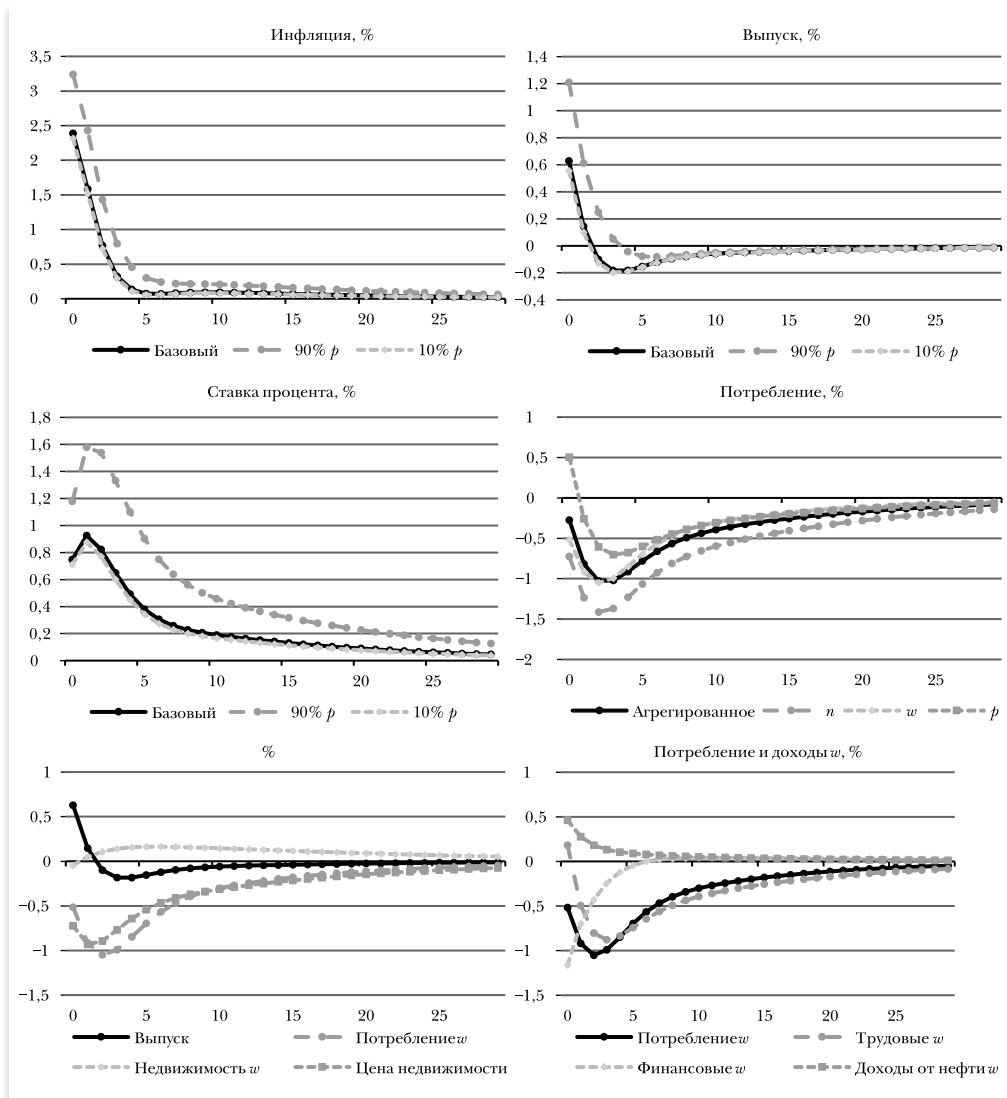 Инфляция, %
3,5
3
2,5
2
1,5
1
0,5
0
0 5 10 15 20 25
Базовый 90% p 10% p
Выпуск, %
1,4
1,2
1
0,8
0,6
0,4
0,2
0
−0,2
−0,4
0 5 10 15 20 25
Базовый 90% p 10% p
Ставка процента, %
1,8
1,6
1,4
1,2
1
0,8
0,6
0,4
0,2
0
0 5 10 15 20 25
Базовый 90% p 10% p
Потребление, %
1
0,5
0
−0,5
−1
−1,5
−2
0 5 10 15 20 25
Агрегированное n w p
%
1
0,5
0
−0,5
−1
−1,5
0 5 10 15 20 25
Выпуск Потребление w
Недвижимость w Цена недвижимости
Потребление и доходы w, %
1
0,5
0
−0,5
−1
−1,5
0 5 10 15 20 25
Потребление w Трудовые w
Финансовые w Доходы от нефти w